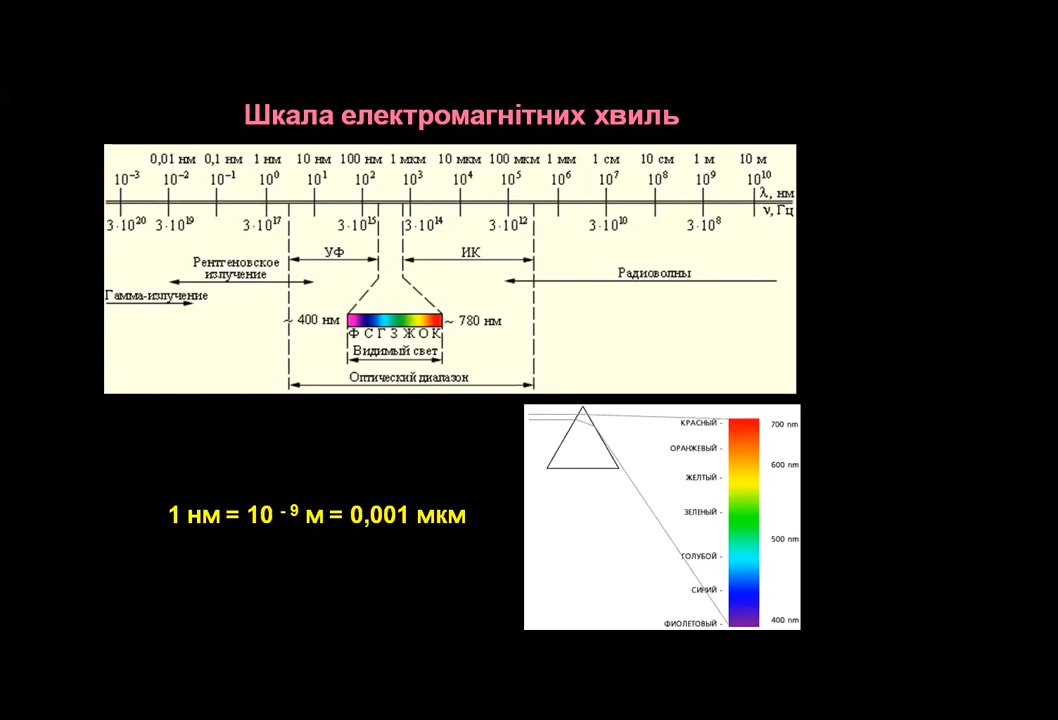 Шкала електромагнітних хвиль
0,01 нм 0,1 нм 1 нм 10 нм 100 нм 1 мкм 10 мкм 100 мкм 1 мм 1 см 10 см 1 м 10 м
10⁻³ 10⁻² 10⁻¹ 10⁰ 10¹ 10² 10³ 10⁴ 10⁵ 10⁶ 10⁷ 10⁸ 10⁹ 10¹⁰
λ, нм
ν, Гц
3·10²⁰ 3·10¹⁹ 3·10¹⁷ 3·10¹⁵ 3·10¹⁴ 3·10¹² 3·10¹⁰ 3·10⁸
УФ ИК
Рентгеновское
излучение
Радиоволны
Гамма-излучение
~ 400 нм ~ 780 нм
Ф С Г З Ж О К
Видимый свет
Оптический диапазон
КРАСНЫЙ - 700 nm
ОРАНЖЕВЫЙ -
600 nm
ЖЕЛТЫЙ -
ЗЕЛЕНЫЙ -
500 nm
ГОЛУБОЙ -
СИНИЙ -
ФИОЛЕТОВЫЙ - 400 nm
1 нм = 10 ⁻⁹ м = 0,001 мкм